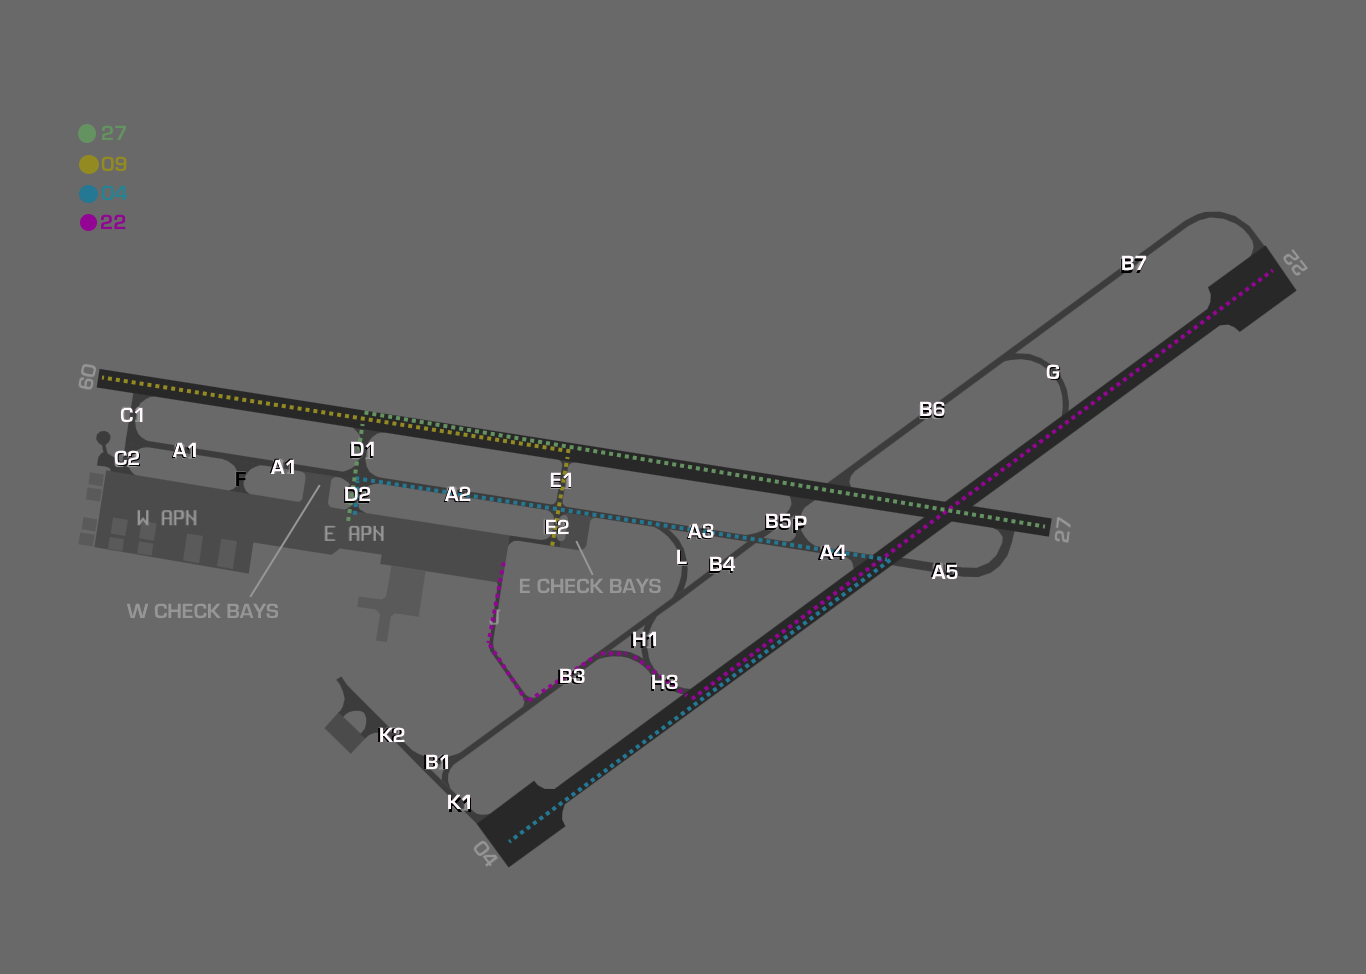 27
09
04
22
22
B7
G
B6
09
C1
A1
C2
A1
F
D1
D2
A2
E1
W APN
E APN
E2
A3
B5
P
27
A4
A5
L
B4
E CHECK BAYS
W CHECK BAYS
J
H1
B3
H3
K2
B1
K1
04